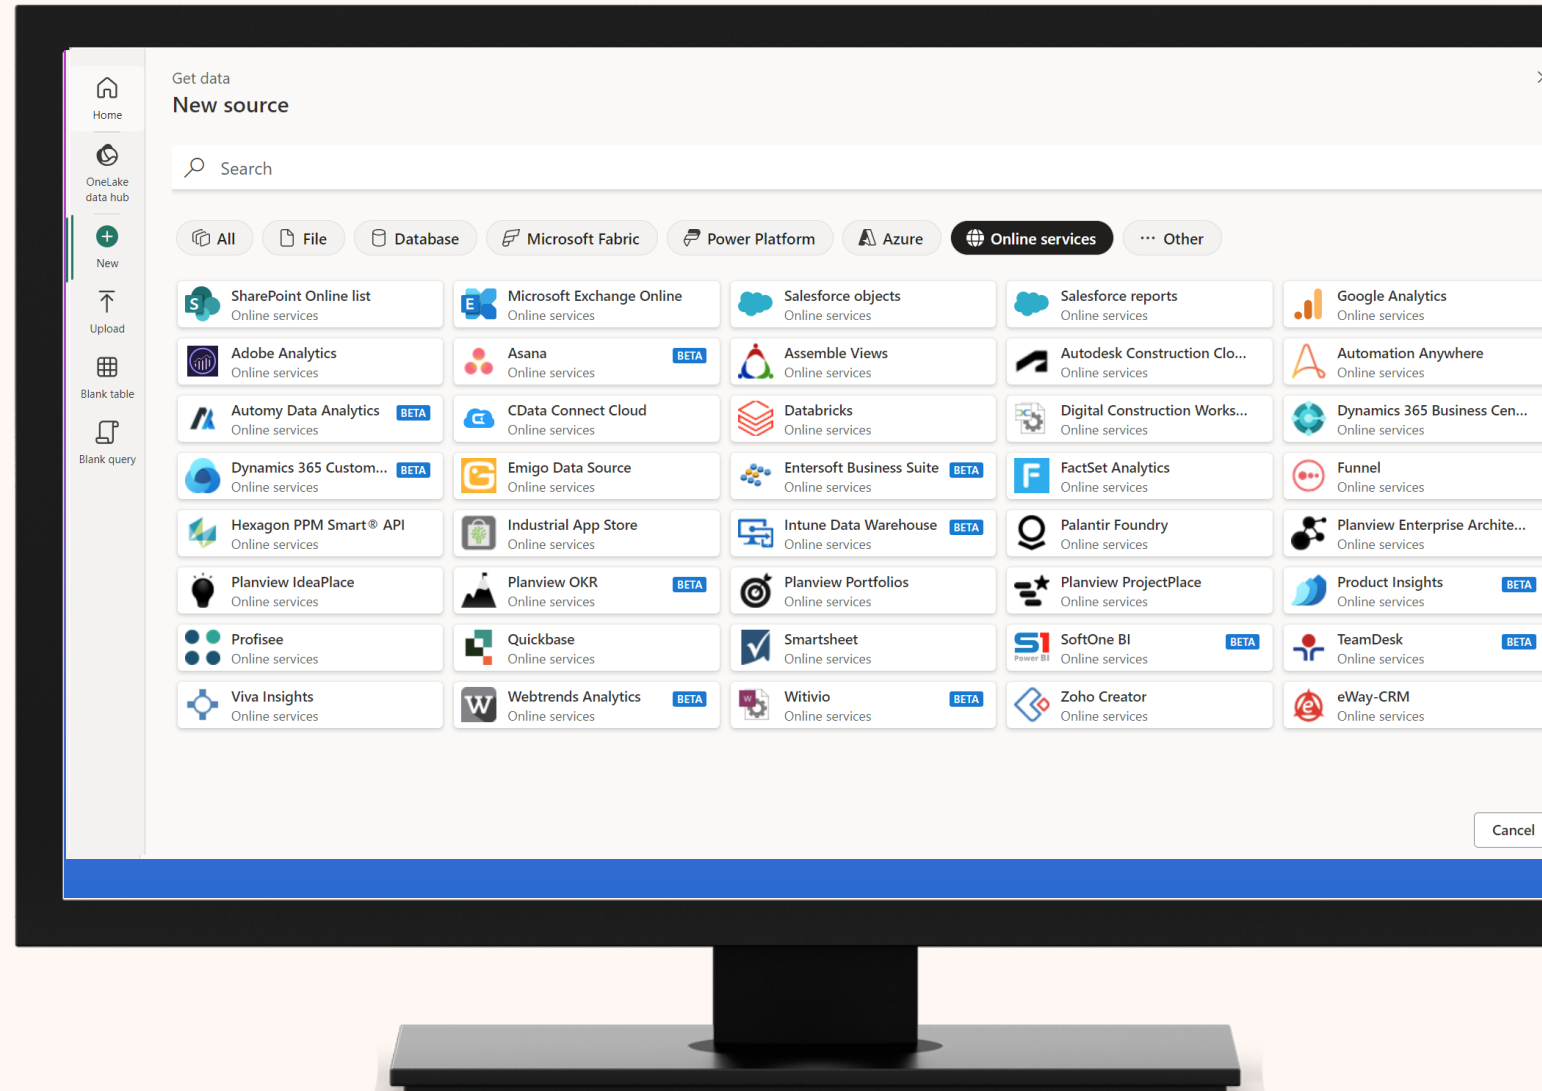 Home
OneLake
data hub
New
Upload
Blank table
Blank query
Get data
New source
Search
All
File
Database
Microsoft Fabric
Power Platform
Azure
Online services
Other
SharePoint Online list
Online services
Microsoft Exchange Online
Online services
Salesforce objects
Online services
Salesforce reports
Online services
Google Analytics
Online services
Adobe Analytics
Online services
Asana
BETA
Online services
Assemble Views
Online services
Autodesk Construction Clo...
Online services
Automation Anywhere
Online services
Automy Data Analytics
BETA
Online services
CData Connect Cloud
Online services
Databricks
Online services
Digital Construction Works...
Online services
Dynamics 365 Business Cen...
Online services
Dynamics 365 Custom...
BETA
Online services
Emigo Data Source
Online services
Entersoft Business Suite
BETA
Online services
FactSet Analytics
Online services
Funnel
Online services
Hexagon PPM Smart® API
Online services
Industrial App Store
Online services
Intune Data Warehouse
BETA
Online services
Palantir Foundry
Online services
Planview Enterprise Archite...
Online services
Planview IdeaPlace
Online services
Planview OKR
BETA
Online services
Planview Portfolios
Online services
Planview ProjectPlace
Online services
Product Insights
BETA
Online services
Profisee
Online services
Quickbase
Online services
Smartsheet
Online services
S1
Power BI
SoftOne BI
BETA
Online services
TeamDesk
BETA
Online services
Viva Insights
Online services
W
Webtrends Analytics
BETA
Online services
Witivio
BETA
Online services
Zoho Creator
Online services
eWay-CRM
Online services
Cancel